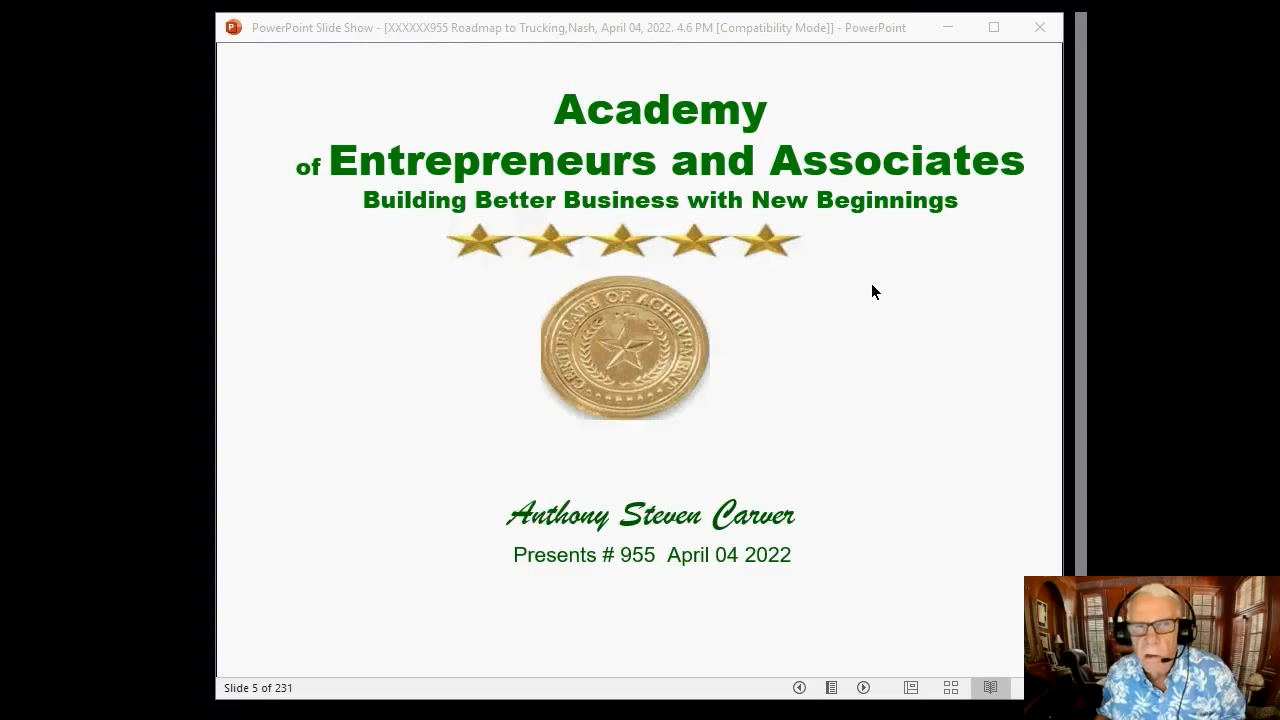 PowerPoint Slide Show - [XXXXXX955 Roadmap to Trucking,Nash, April 04, 2022. 4.6 PM [Compatibility Mode]] - PowerPoint
Academy
of Entrepreneurs and Associates
Building Better Business with New Beginnings
CERTIFICATE OF ACHIEVEMENT
Anthony Steven Carver
Presents # 955 April 04 2022
Slide 5 of 231